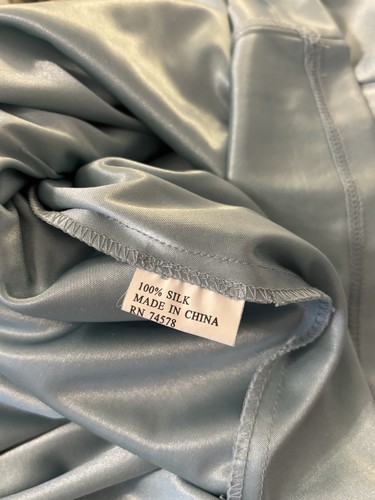 100% SILK
MADE IN CHINA
RN 74578